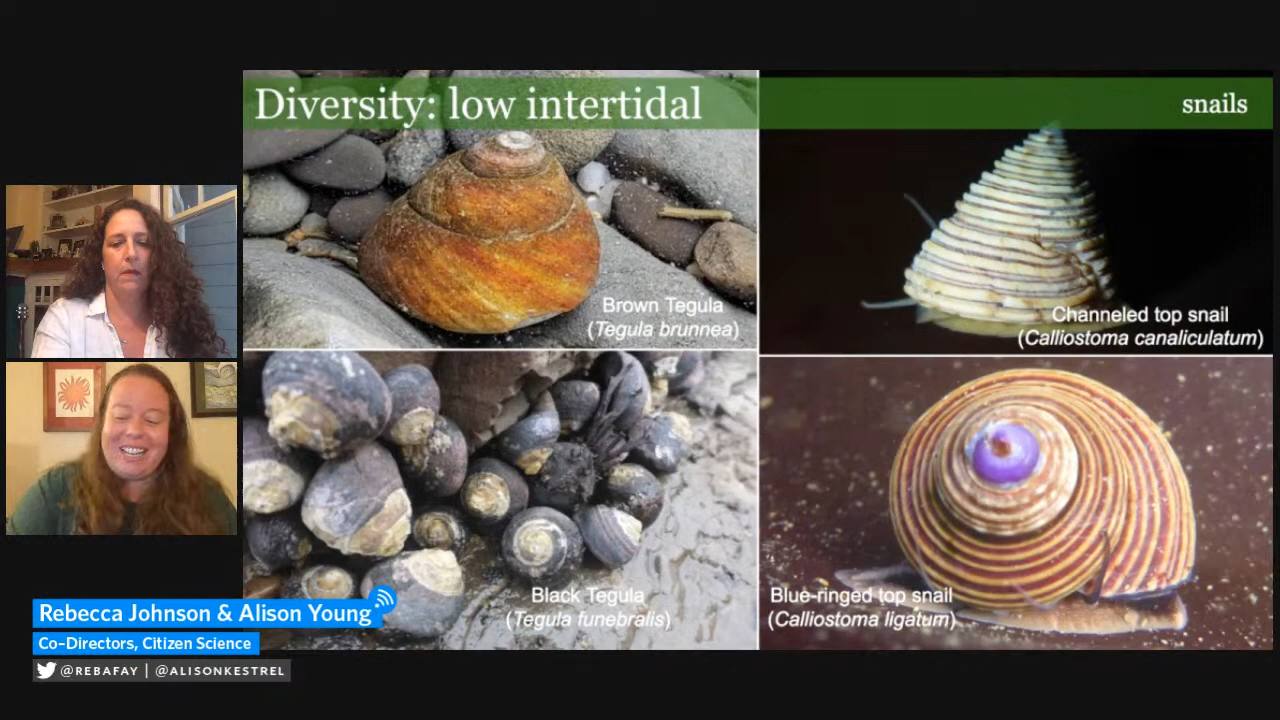 Diversity: low intertidal
snails
Brown Tegula
(Tegula brunnea)
Channeled top snail
(Calliostoma canaliculatum)
Black Tegula
(Tegula funebralis)
Blue-ringed top snail
(Calliostoma ligatum)
Rebecca Johnson & Alison Young
Co-Directors, Citizen Science
@REBAFAY | @ALISONKESTREL